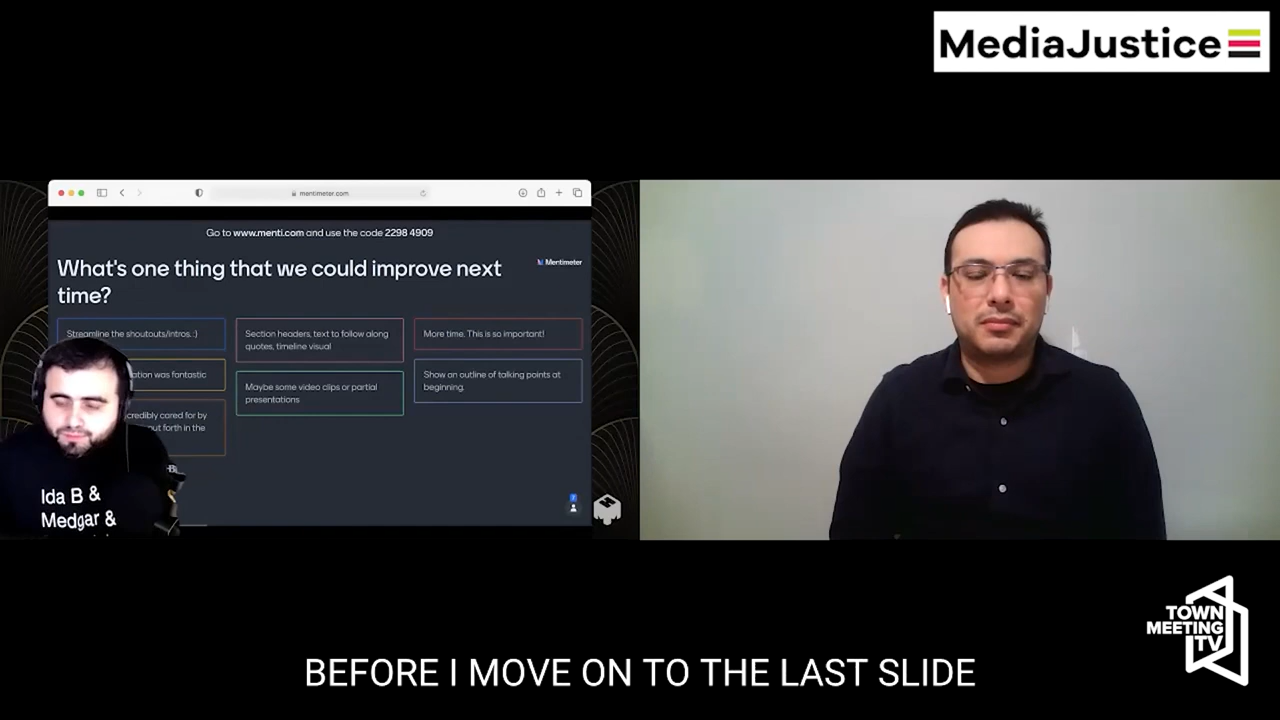 MediaJustice
mentimeter.com
Go to www.menti.com and use the code 2298 4909
What's one thing that we could improve next
time?
Mentimeter
Streamline the shoutouts/intros. :)
Section headers, text to follow along
quotes, timeline visual
More time. This is so important!
ation was fantastic
Maybe some video clips or partial
presentations
Show an outline of talking points at
beginning.
credibly cared for by
out forth in the
Ida B &
Medgar &
7
TOWN
MEETING
TV
BEFORE I MOVE ON TO THE LAST SLIDE